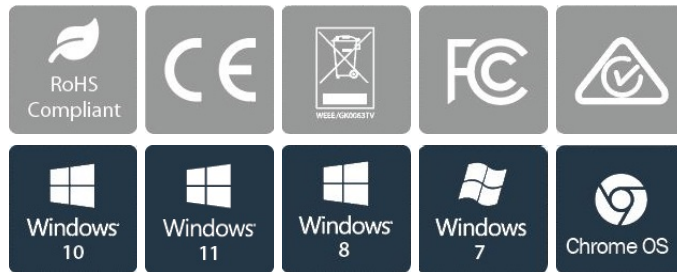 RoHS
Compliant
CE
WEEE/GK0063TV
FC
Windows
10
Windows
11
Windows
8
Windows
7
Chrome OS